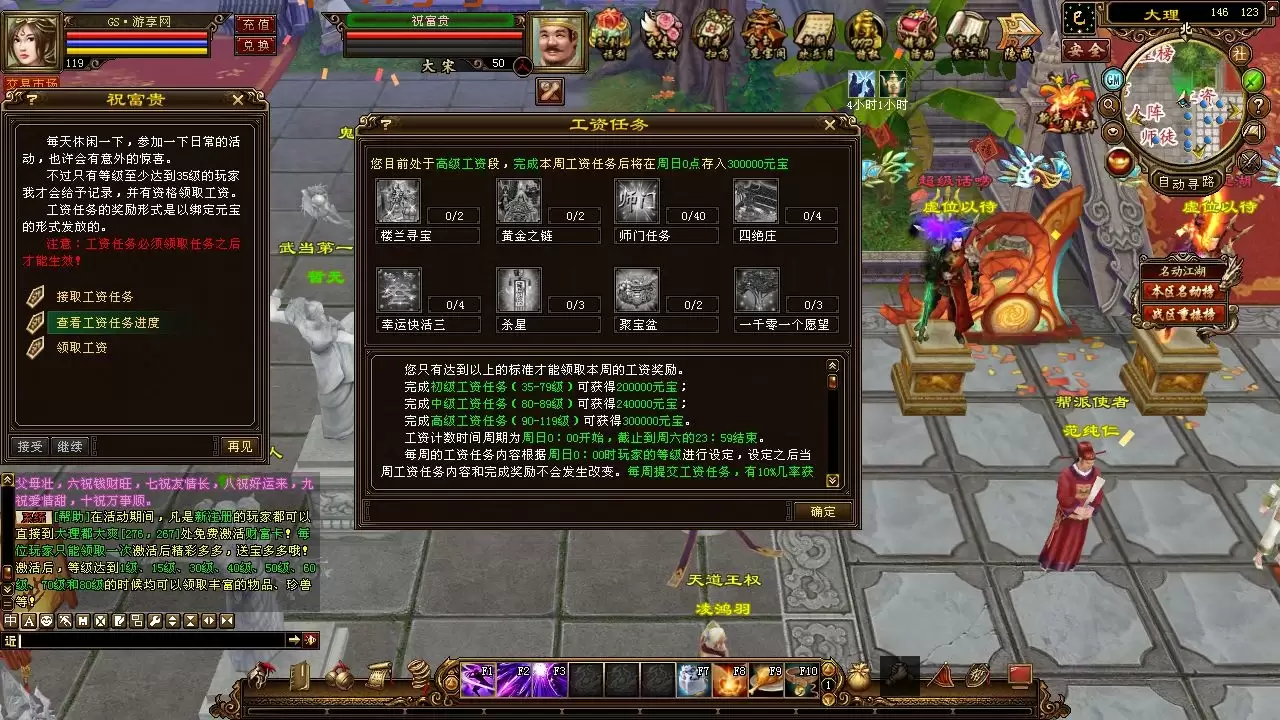 GS·游享网
充值
兑换
119
交易市场
祝富贵
大宋
50
福利
女神
活动
隐藏
4小时
1小时
大理
146 123
北
安全
GM
社
自动寻路
师徒
?
祝富贵
每天休闲一下，参加一下日常的活
动，也许会有意外的惊喜。
不过只有等级至少达到35级的玩家
我才会给予记录，并有资格领取工资。
工资任务的奖励形式是以绑定元宝
的形式发放的。
注意：工资任务必须领取任务之后
才能生效！
接取工资任务
查看工资任务进度
领取工资
接受
继续
再见
武当第一
暂无
?
工资任务
您目前处于高级工资段，完成本周工资任务后将在周日0点存入300000元宝
0/2
0/2
师门
0/40
0/4
楼兰寻宝
黄金之链
师门任务
四绝庄
0/4
0/3
0/2
0/3
幸运快活三
杀星
聚宝盆
一千零一个愿望
您只有达到以上的标准才能领取本周的工资奖励。
完成初级工资任务（35-79级）可获得200000元宝；
完成中级工资任务（80-89级）可获得240000元宝；
完成高级工资任务（90-119级）可获得300000元宝。
工资计数时间周期为周日0：00开始，截止到周六的23：59结束。
每周的工资任务内容根据周日0：00时玩家的等级进行设定，设定之后当
周工资任务内容和完成奖励不会发生改变。每周提交工资任务，有10%几率获
确定
超级话唠
虚位以待
虚位以待
名动江湖
本区名动榜
战区重楼榜
帮派使者
范纯仁
天道王权
凌鸿羽
父母壮，六祝钱财旺，七祝友情长，八祝好运来，九
祝爱情甜，十祝万事顺。
[帮助]在活动期间，凡是新注册的玩家都可以
直接到大理都大爽[276，267]处免费激活财富卡！每
位玩家只能领取一次激活后精彩多多，送宝多多哦！
激活后，等级达到1级、15级、30级、40级、50级、60
级、70级和80级的时候均可以领取丰富的物品、珍兽
等！
近
F1
F2
F3
F7
F8
F9
F10
1